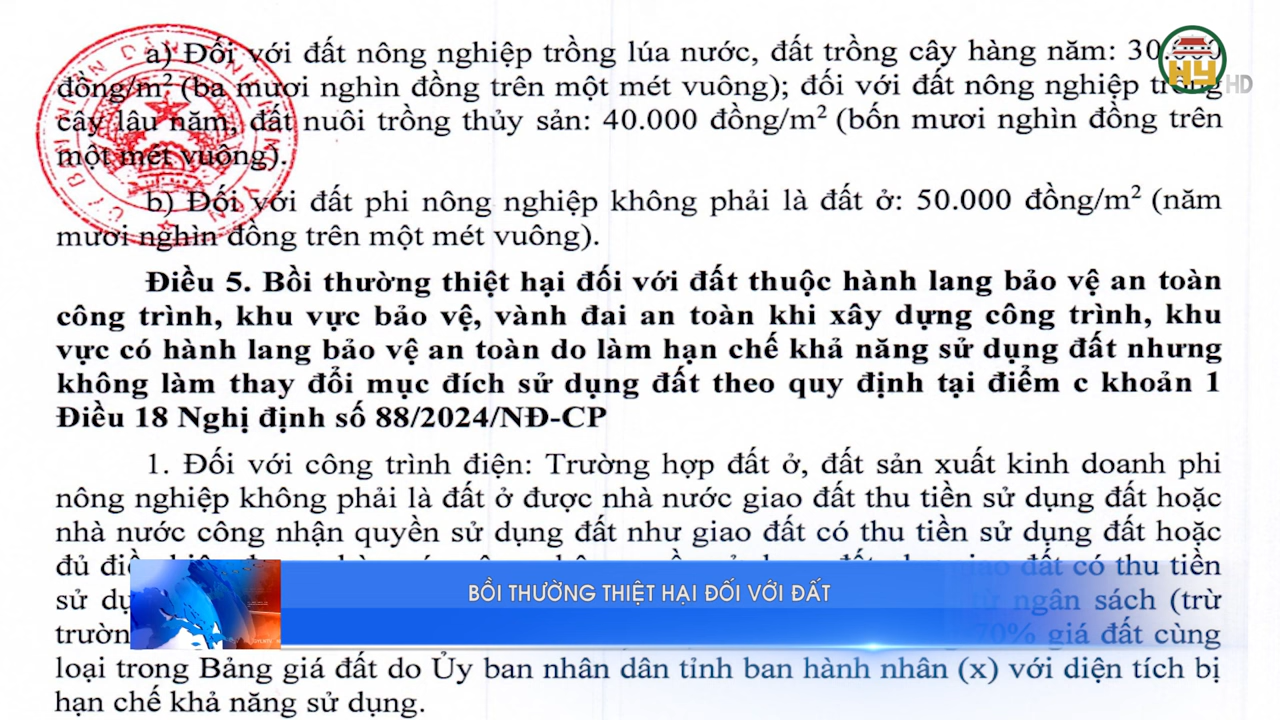 a) Đối với đất nông nghiệp trồng lúa nước, đất trồng cây hàng năm: 30.000
đồng/m² (ba mươi nghìn đồng trên một mét vuông); đối với đất nông nghiệp trồng
cây lâu năm, đất nuôi trồng thủy sản: 40.000 đồng/m² (bốn mươi nghìn đồng trên
một mét vuông).
b) Đối với đất phi nông nghiệp không phải là đất ở: 50.000 đồng/m² (năm
mươi nghìn đồng trên một mét vuông).
Điều 5. Bồi thường thiệt hại đối với đất thuộc hành lang bảo vệ an toàn
công trình, khu vực bảo vệ, vành đai an toàn khi xây dựng công trình, khu
vực có hành lang bảo vệ an toàn do làm hạn chế khả năng sử dụng đất nhưng
không làm thay đổi mục đích sử dụng đất theo quy định tại điểm c khoản 1
Điều 18 Nghị định số 88/2024/NĐ-CP
1. Đối với công trình điện: Trường hợp đất ở, đất sản xuất kinh doanh phi
nông nghiệp không phải là đất ở được nhà nước giao đất thu tiền sử dụng đất hoặc
nhà nước công nhận quyền sử dụng đất như giao đất có thu tiền sử dụng đất hoặc
đủ giao đất có thu tiền
sử ngân sách (trừ
70% giá đất cùng
loại trong Bảng giá đất do Ủy ban nhân dân tỉnh ban hành nhân (x) với diện tích bị
hạn chế khả năng sử dụng.
BỒI THƯỜNG THIỆT HẠI ĐỐI VỚI ĐẤT
HY HD